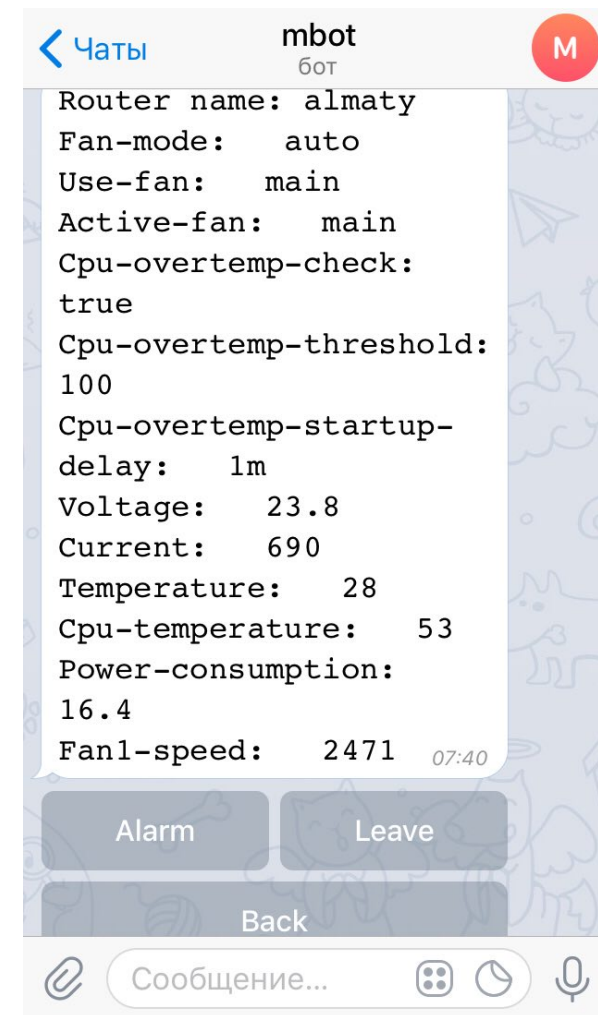 Чаты
mbot
бот
M
Router name: almaty
Fan-mode: auto
Use-fan: main
Active-fan: main
Cpu-overtemp-check:
true
Cpu-overtemp-threshold:
100
Cpu-overtemp-startup-
delay: 1m
Voltage: 23.8
Current: 690
Temperature: 28
Cpu-temperature: 53
Power-consumption:
16.4
Fan1-speed: 2471
07:40
Alarm
Leave
Back
Сообщение...